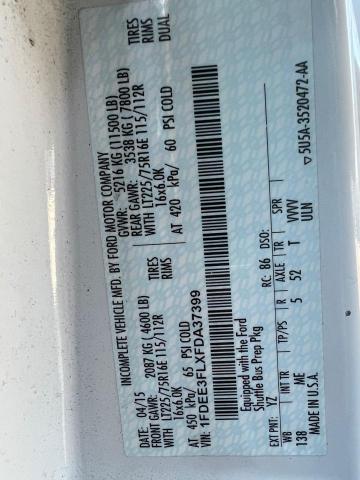 INCOMPLETE VEHICLE MFD. BY FORD MOTOR COMPANY
DATE: 04/15 GVWR: 5216 KG (11500 LB)
FRONT GAWR: 2087 KG (4600 LB) REAR GAWR: 3538 KG (7800 LB)
WITH LT225/75R16E 115/112R WITH LT225/75R16E 115/112R TIRES TIRES
16x6.0K 16x6.0K RIMS RIMS
AT 450 kPa/ 65 PSI COLD AT 420 kPa/ 60 PSI COLD DUAL
1FDEE3FLXFDA37399
Equipped with the Ford
Shuttle Bus Prep Pkg
RC: 86 DSO:
EXT PNT: YZ
WB INT TR TP/PS R AXLE TR SPR
138 5 52 T VVVV
MADE IN U.S.A. ULN
▽ 5U5A-3520472-AA